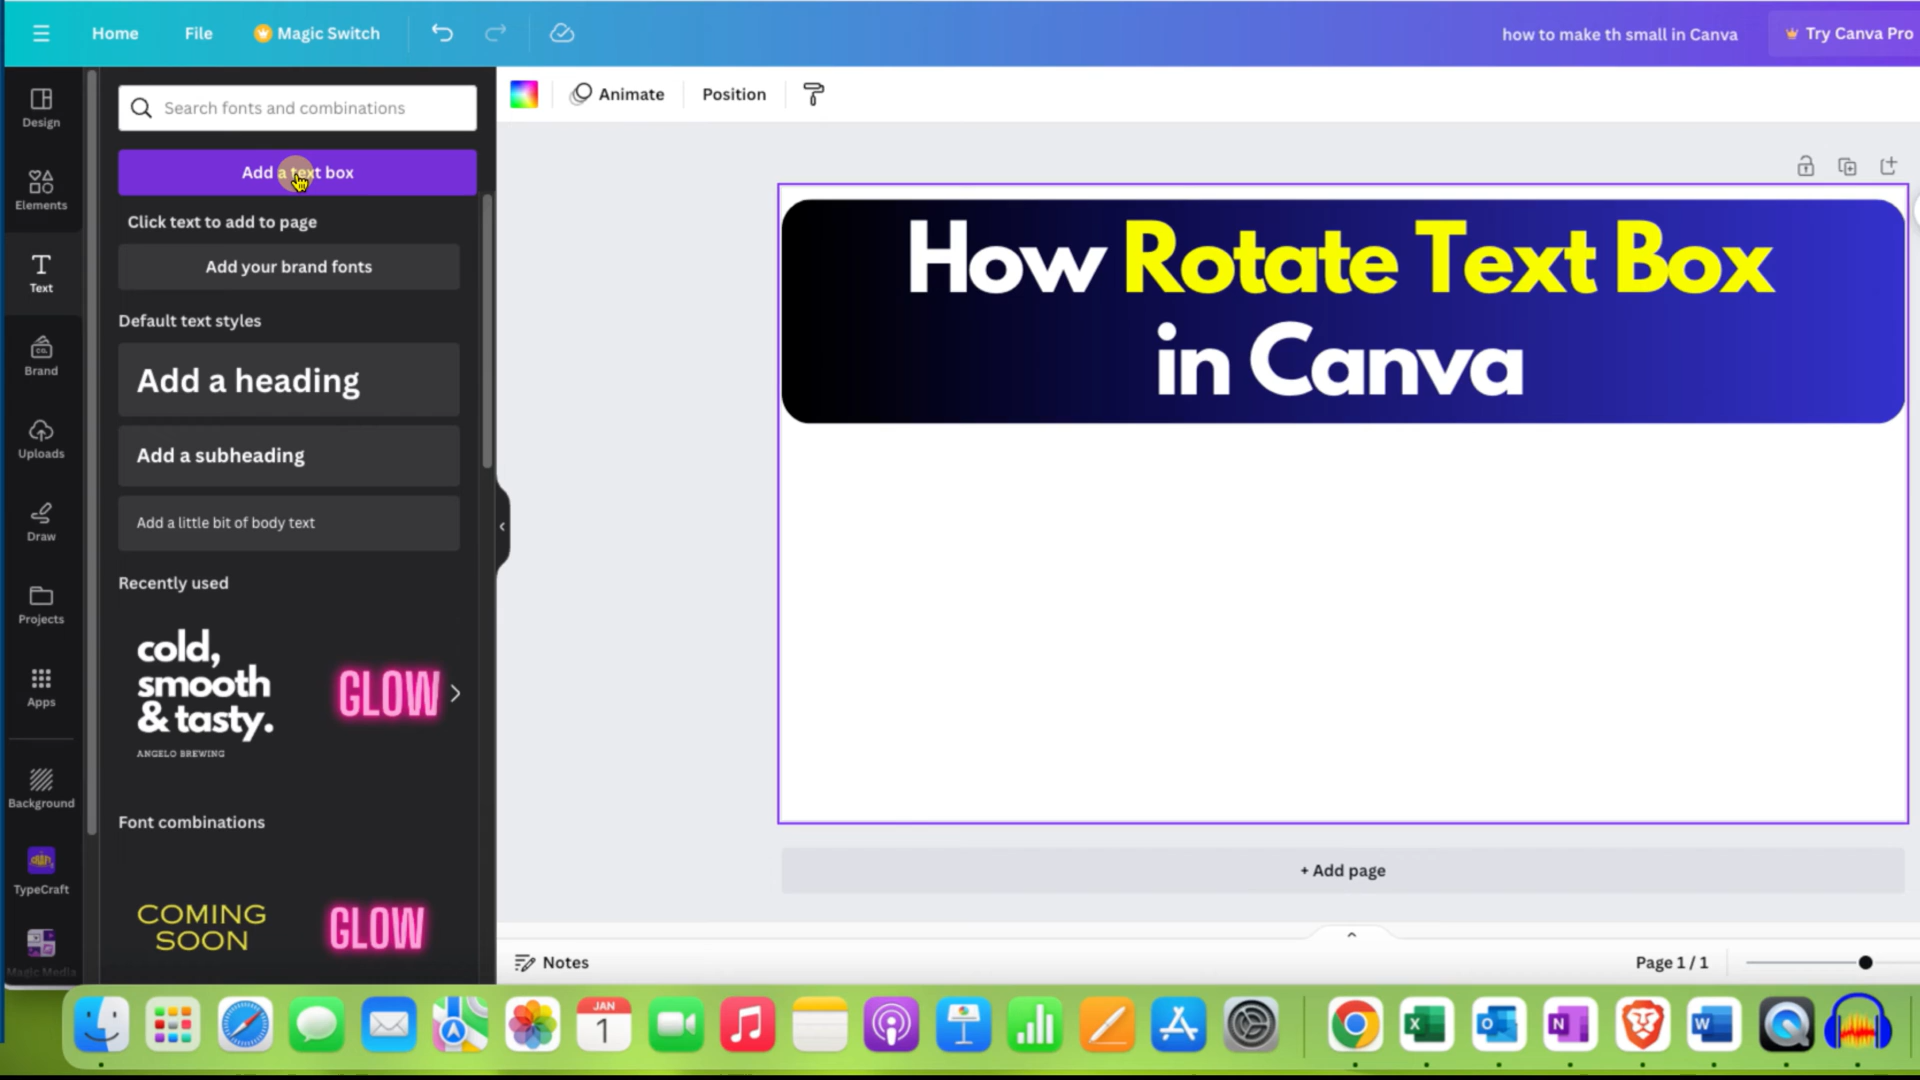 Home File Magic Switch
how to make th small in Canva Try Canva Pro
Design
Elements
Text
Brand
Uploads
Draw
Projects
Apps
Background
TypeCraft
Magic Media
Search fonts and combinations
Add a text box
Click text to add to page
Add your brand fonts
Default text styles
Add a heading
Add a subheading
Add a little bit of body text
Recently used
cold,
smooth
& tasty.
ANGELO BREWING
GLOW
Font combinations
COMING
SOON
GLOW
Animate Position
How Rotate Text Box
in Canva
+ Add page
Notes
Page 1 / 1
JAN
1